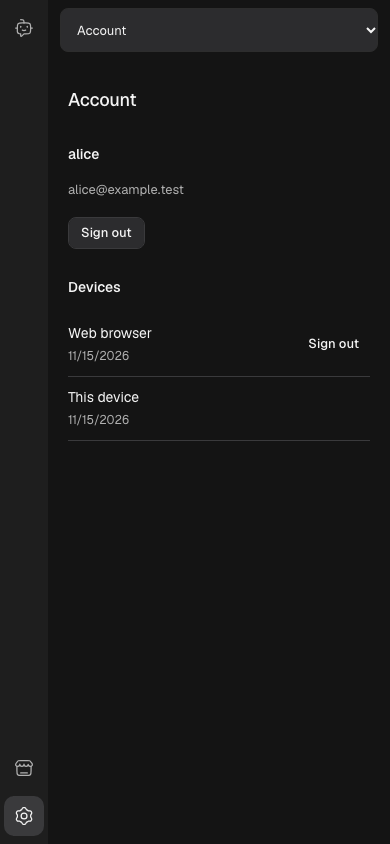 Account
Account
alice
alice@example.test
Sign out
Devices
Web browser
11/15/2026
Sign out
This device
11/15/2026